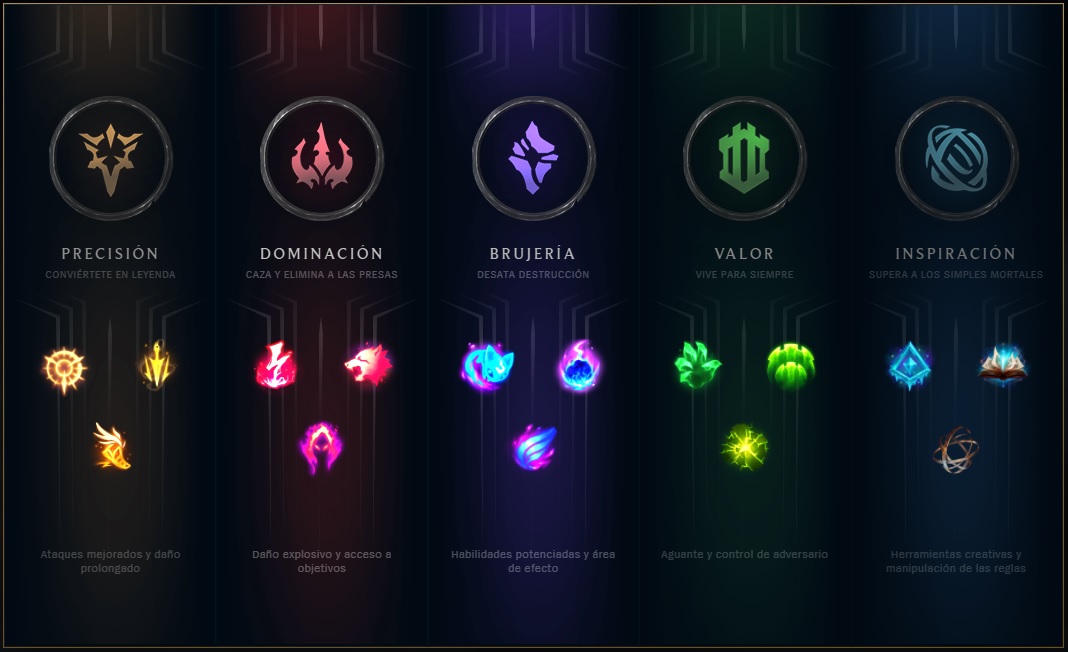 PRECISIÓN
CONVIÉRTETE EN LEYENDA
Ataques mejorados y daño
prolongado
DOMINACIÓN
CAZA Y ELIMINA A LAS PRESAS
Daño explosivo y acceso a
objetivos
BRUJERÍA
DESATA DESTRUCCIÓN
Habilidades potenciadas y área
de efecto
VALOR
VIVE PARA SIEMPRE
Aguante y control de adversario
INSPIRACIÓN
SUPERA A LOS SIMPLES MORTALES
Herramientas creativas y
manipulación de las reglas